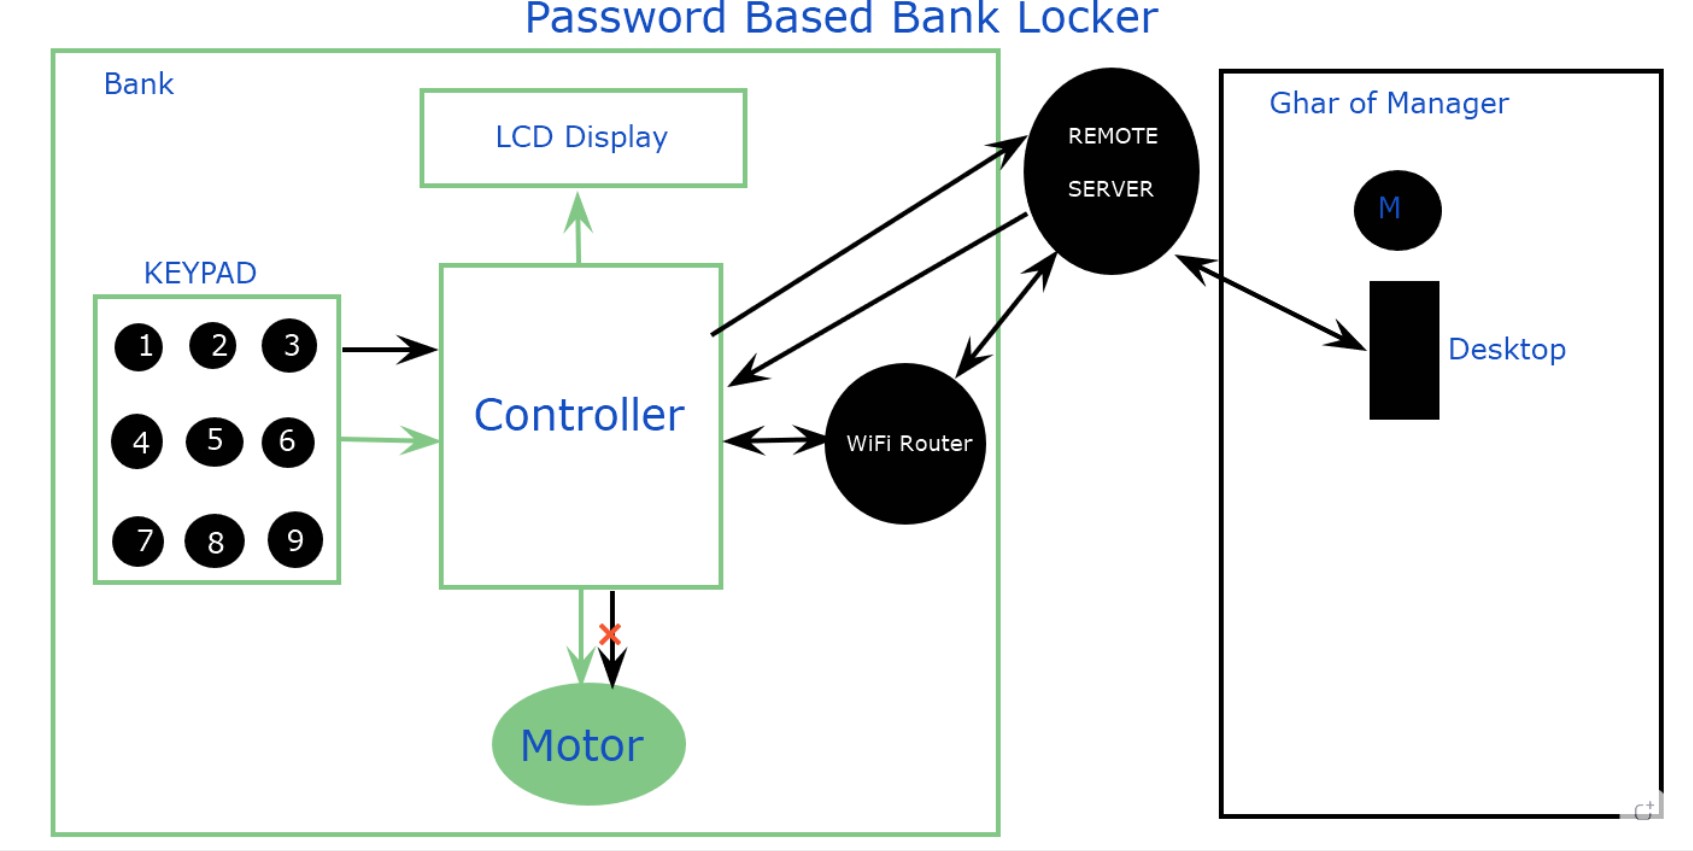 Password Based Bank Locker
Bank
LCD Display
KEYPAD
1 2 3
4 5 6
7 8 9
Controller
Motor
WiFi Router
REMOTE
SERVER
Ghar of Manager
M
Desktop